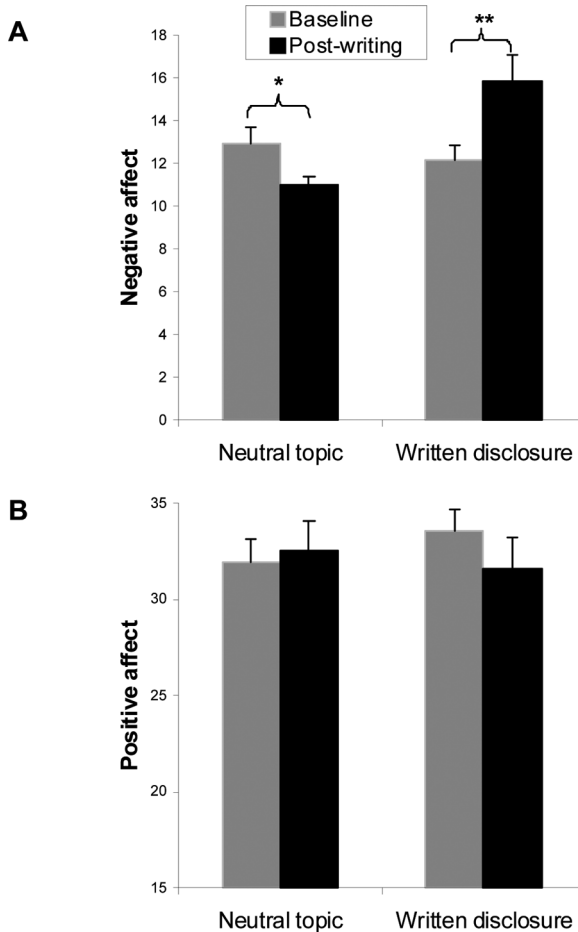 A
Baseline
Post-writing
**
*
18
16
14
12
10
8
6
4
2
0
Negative affect
Neutral topic
Written disclosure
B
35
30
25
20
15
Positive affect
Neutral topic
Written disclosure